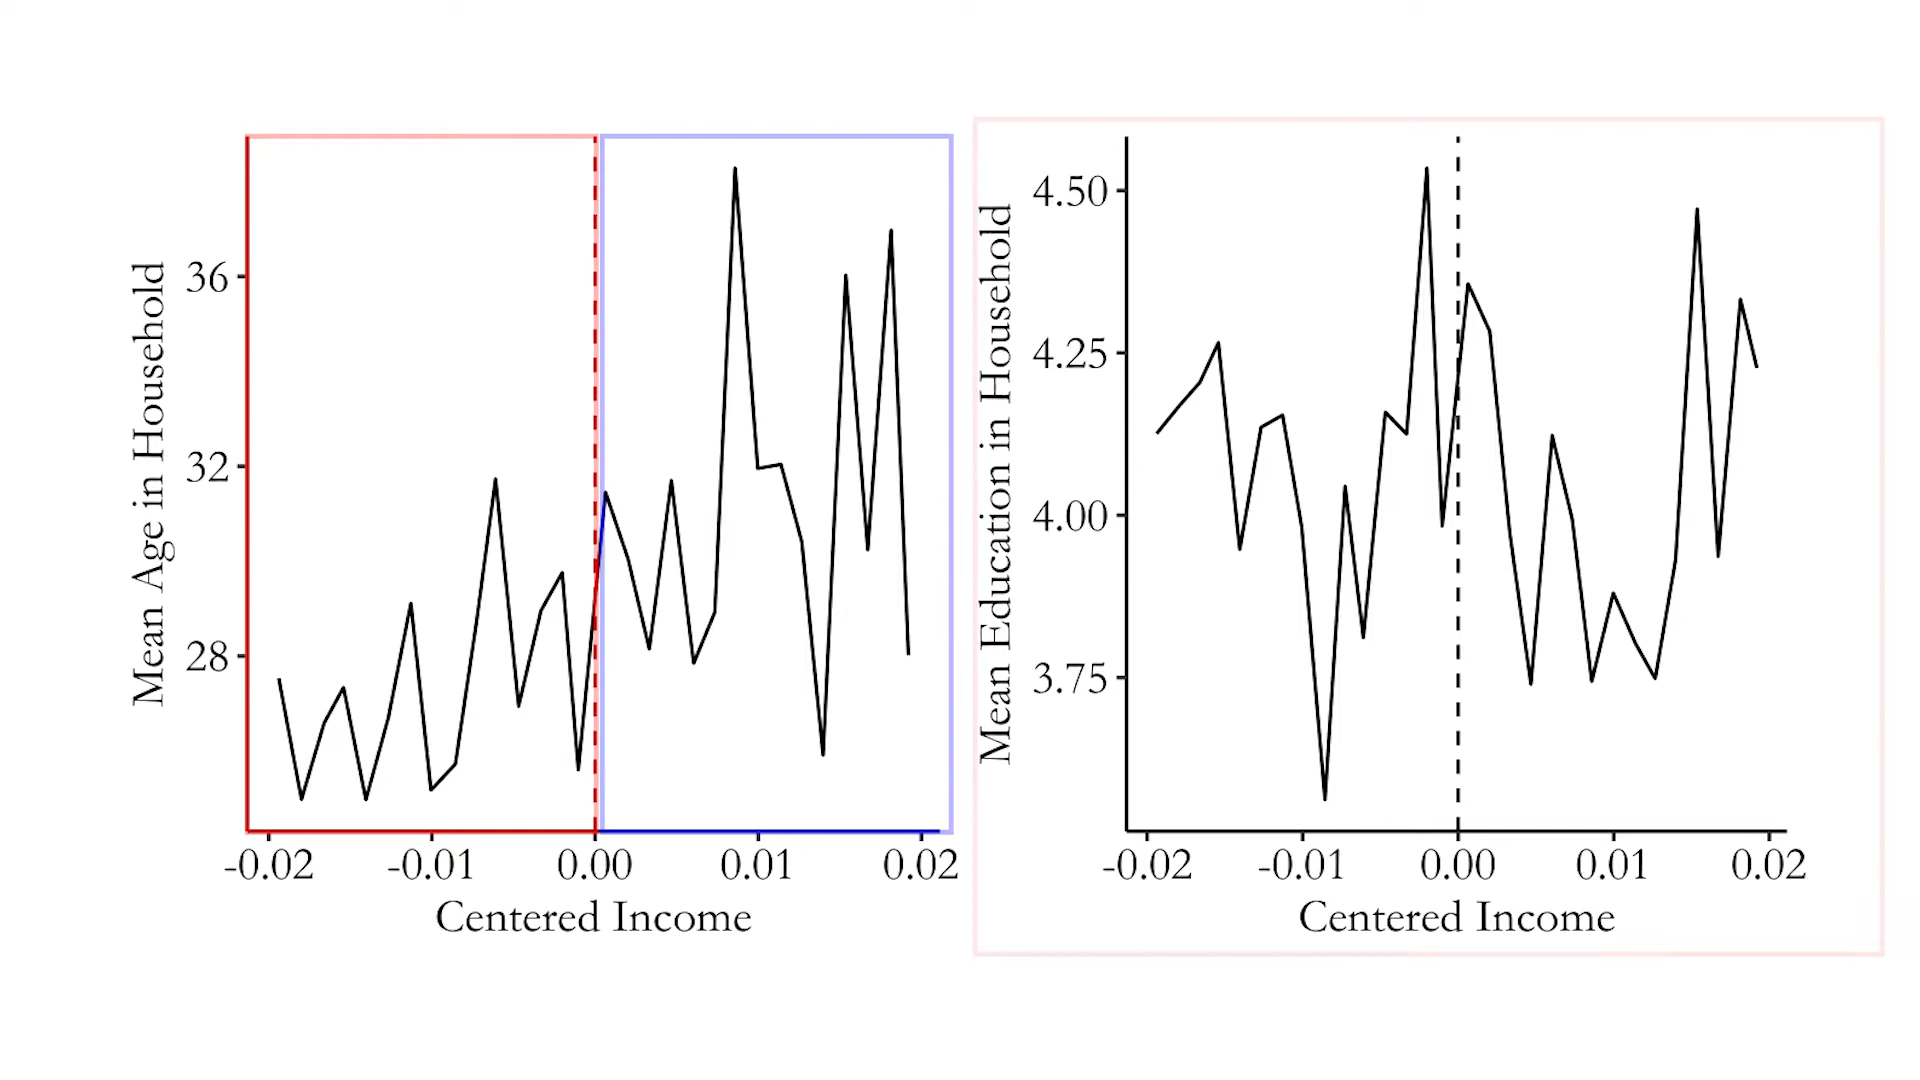 Mean Age in Household
36
32
28
-0.02 -0.01 0.00 0.01 0.02
Centered Income
Mean Education in Household
4.50
4.25
4.00
3.75
-0.02 -0.01 0.00 0.01 0.02
Centered Income